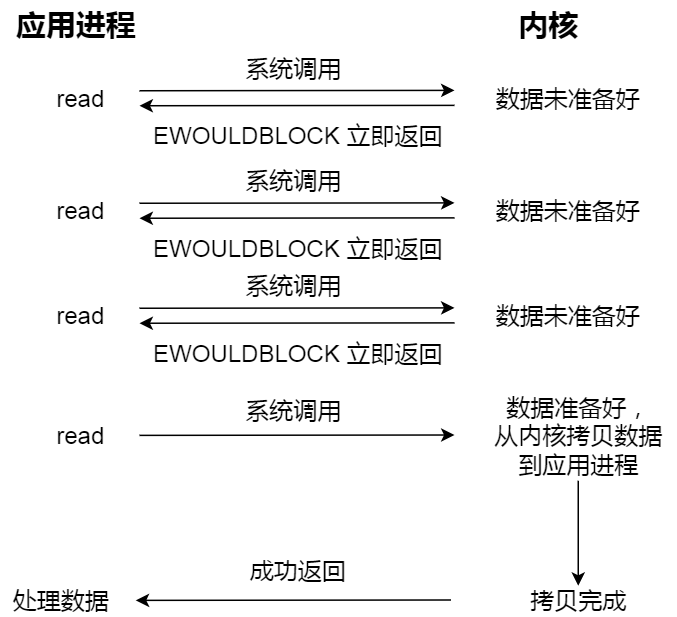 应用进程
内核
系统调用
read
数据未准备好
EWOULDBLOCK 立即返回
系统调用
read
数据未准备好
EWOULDBLOCK 立即返回
系统调用
read
数据未准备好
EWOULDBLOCK 立即返回
系统调用
read
数据准备好，
从内核拷贝数据
到应用进程
成功返回
处理数据
拷贝完成